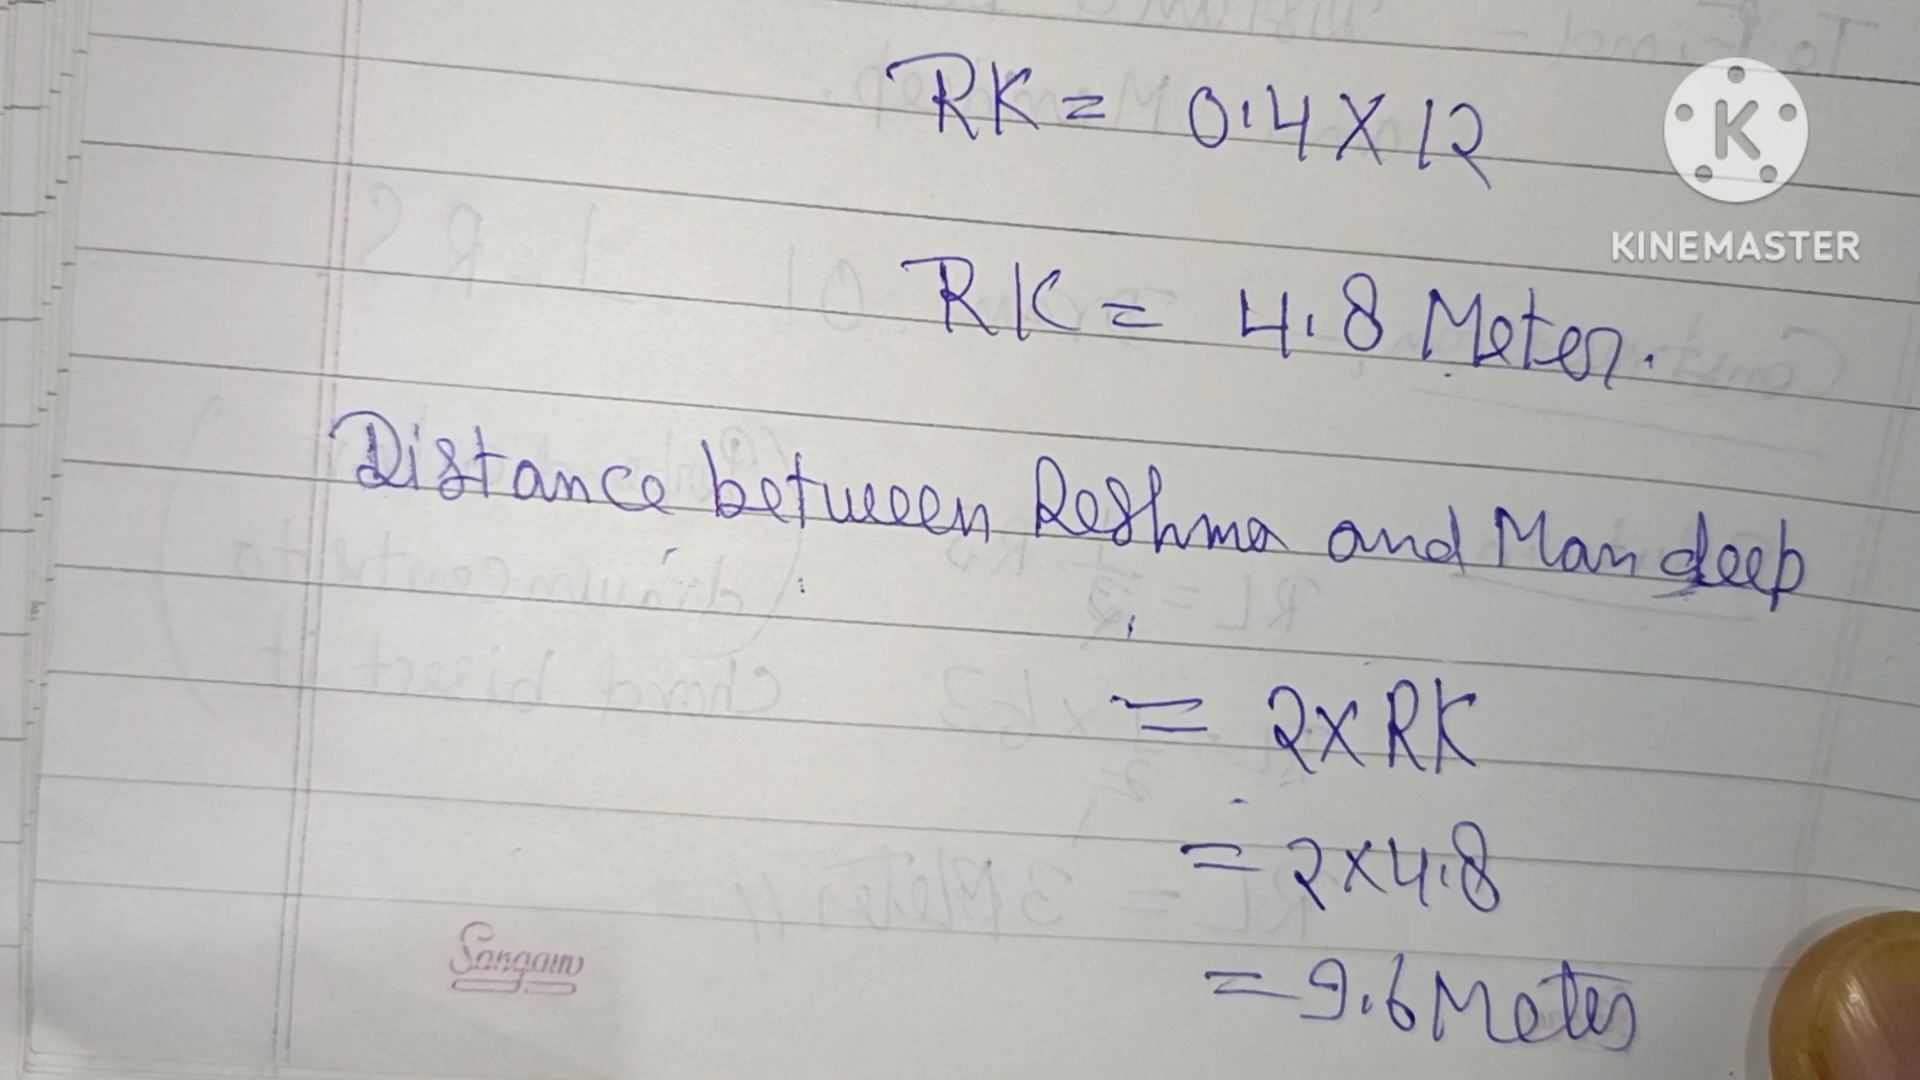 RK = 0.4 X 12
K
KINEMASTER
RK = 4.8 Meter.
Distance between Reshma and Mandeep
= 2 x RK
= 2 x 4.8
= 9.6 Meter
Sangam